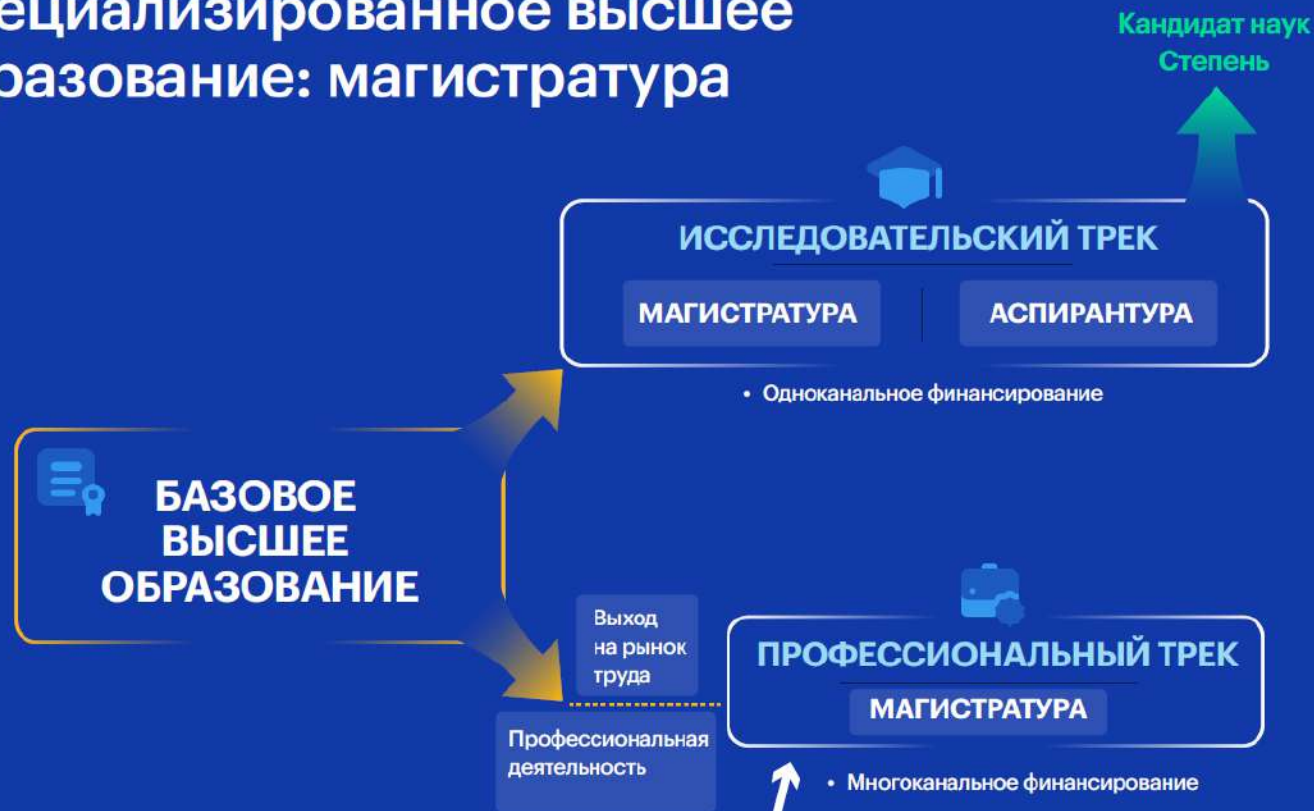 ециализированное высшее
разование: магистратура
Кандидат наук
Степень
ИССЛЕДОВАТЕЛЬСКИЙ ТРЕК
МАГИСТРАТУРА
АСПИРАНТУРА
• Одноканальное финансирование
БАЗОВОЕ
ВЫСШЕЕ
ОБРАЗОВАНИЕ
Выход
на рынок
труда
Профессиональная
деятельность
ПРОФЕССИОНАЛЬНЫЙ ТРЕК
МАГИСТРАТУРА
• Многоканальное финансирование